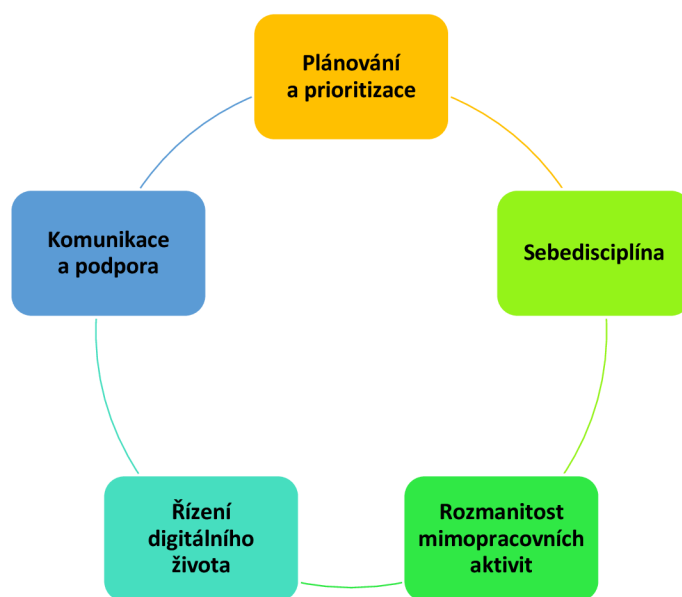 Plánování
a prioritizace
Komunikace
a podpora
Sebedisciplína
Řízení
digitálního
života
Rozmanitost
mimopracovních
aktivit